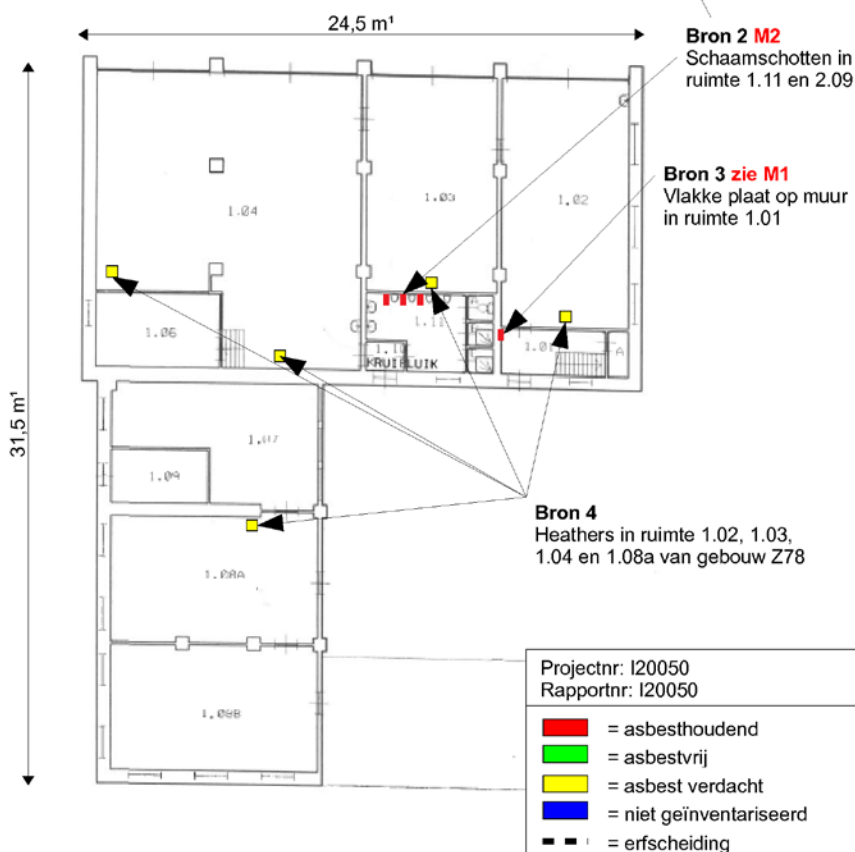 24,5 m¹
Bron 2 M2
Schaamschotten in
ruimte 1.11 en 2.09
Bron 3 zie M1
Vlakke plaat op muur
in ruimte 1.01
1.04
1.03
1.02
1.06
1.11
KRUIPLUIK
A
31,5 m¹
1.07
1.09
Bron 4
Heathers in ruimte 1.02, 1.03,
1.04 en 1.08a van gebouw Z78
1.08A
1.08B
Projectnr: I20050
Rapportnr: I20050
= asbesthoudend
= asbestvrij
= asbest verdacht
= niet geïnventariseerd
= erfscheiding